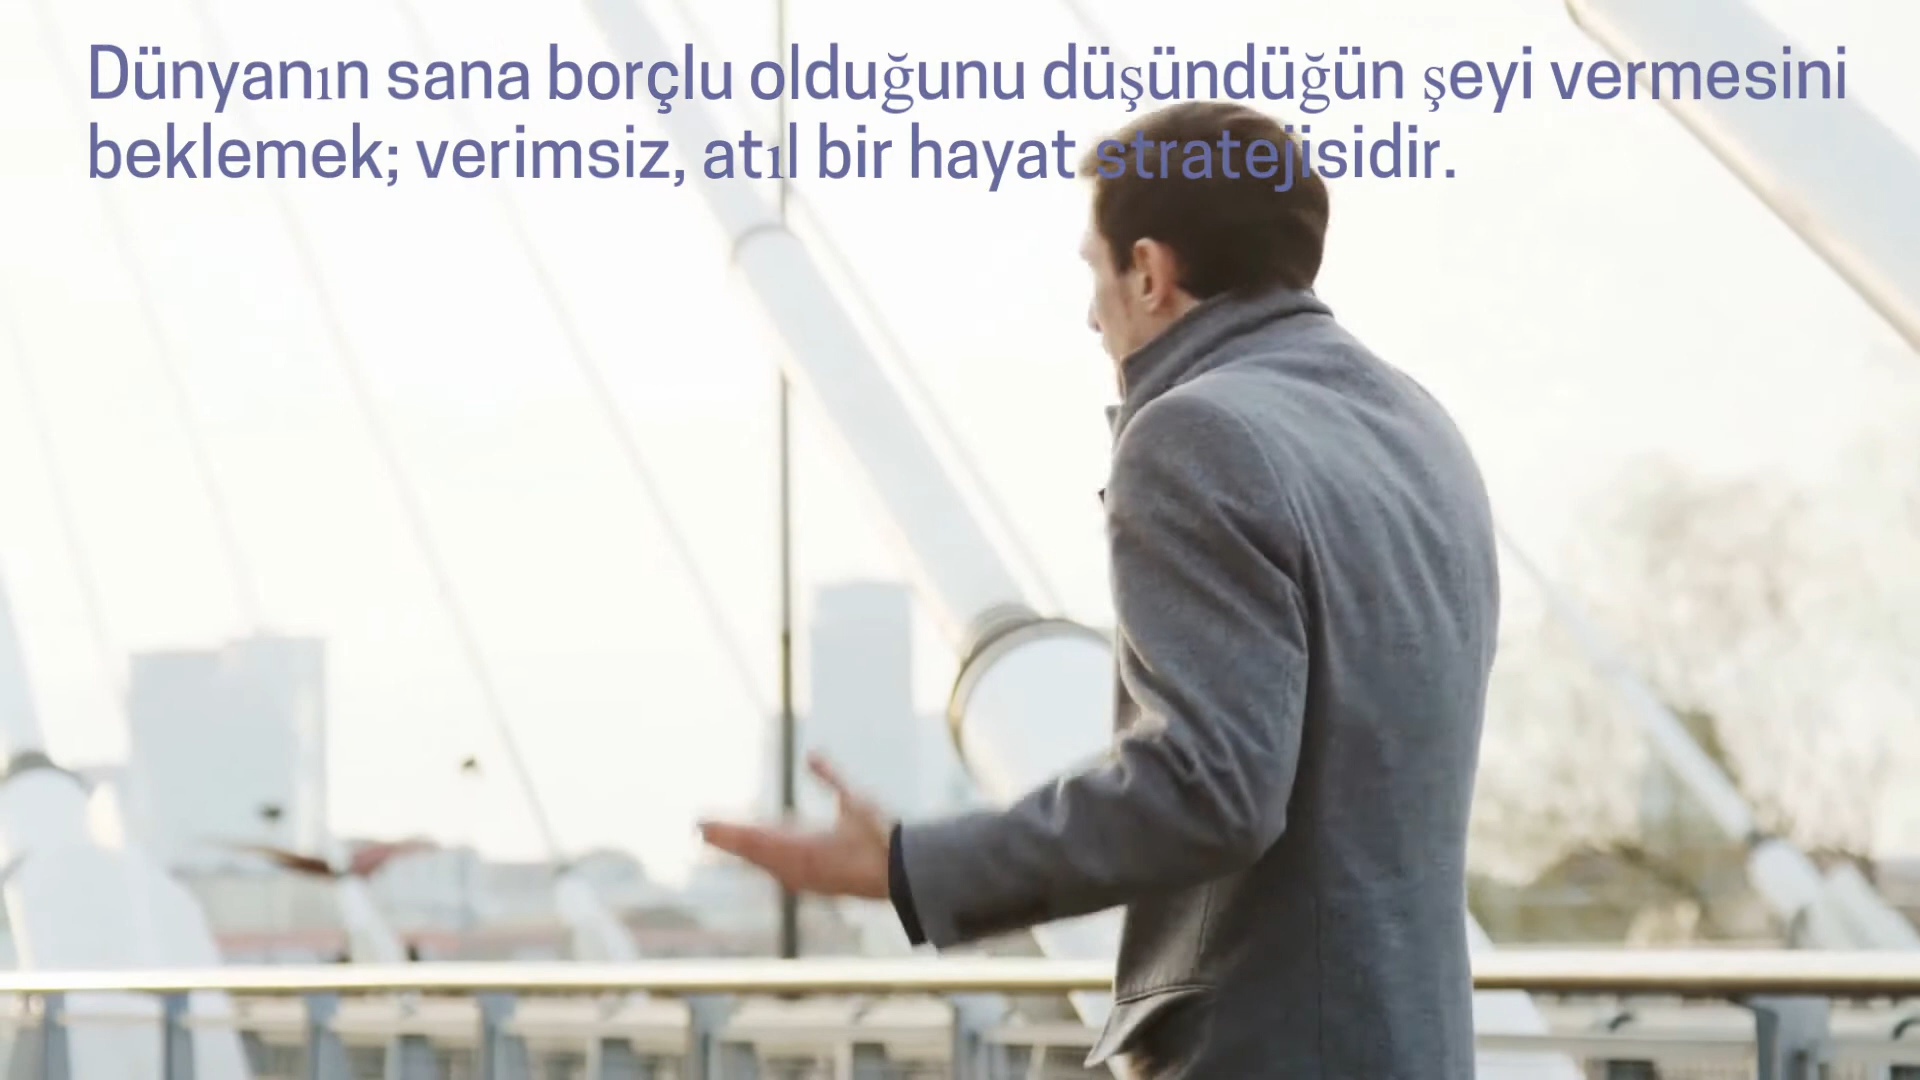 Dünyanın sana borçlu olduğunu düşündüğün şeyi vermesini
beklemek; verimsiz, atıl bir hayat stratejisidir.